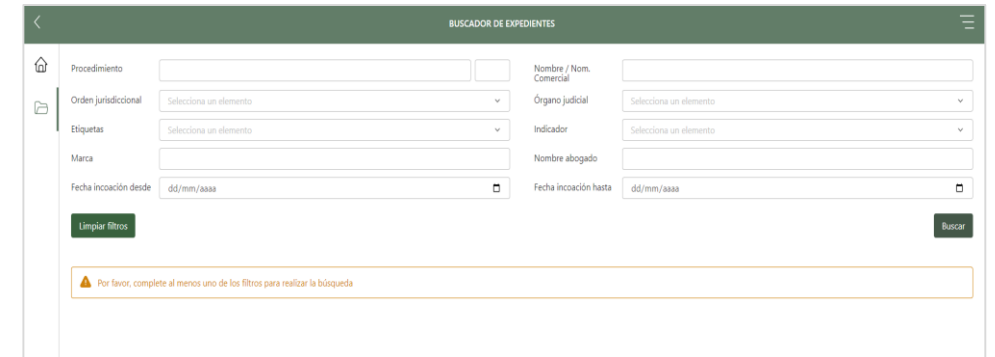 BUSCADOR DE EXPEDIENTES
Procedimiento
Nombre / Nom.
Comercial
Orden jurisdiccional Selecciona un elemento
Órgano judicial Selecciona un elemento
Etiquetas Selecciona un elemento
Indicador Selecciona un elemento
Marca
Nombre abogado
Fecha incoación desde dd/mm/aaaa
Fecha incoación hasta dd/mm/aaaa
Limpiar filtros
Buscar
Por favor, complete al menos uno de los filtros para realizar la búsqueda